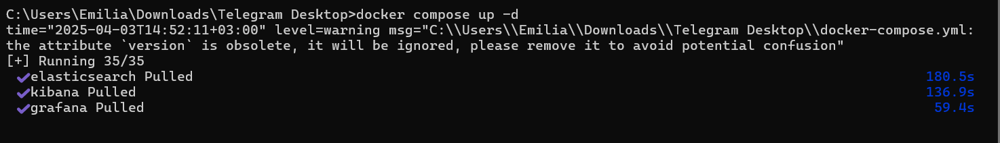 C:\Users\Emilia\Downloads\Telegram Desktop>docker compose up -d
time="2025-04-03T14:52:11+03:00" level=warning msg="C:\\Users\\Emilia\\Downloads\\Telegram Desktop\\docker-compose.yml:
the attribute `version` is obsolete, it will be ignored, please remove it to avoid potential confusion"
[+] Running 35/35
✔elasticsearch Pulled 180.5s
✔kibana Pulled 136.9s
✔grafana Pulled 59.4s